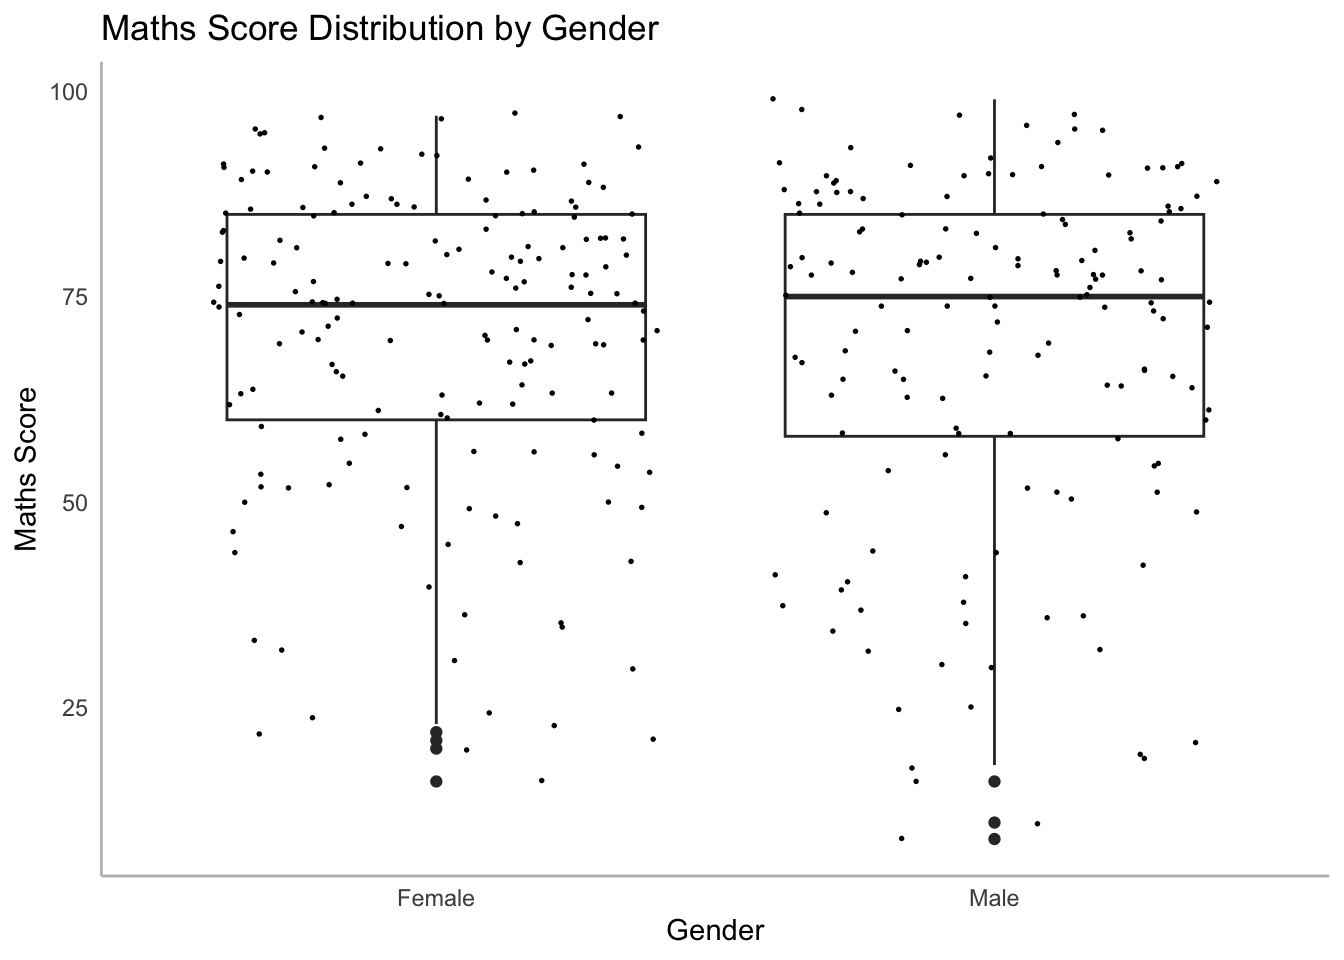 Maths Score Distribution by Gender
100
75
50
25
Maths Score
Female Male
Gender